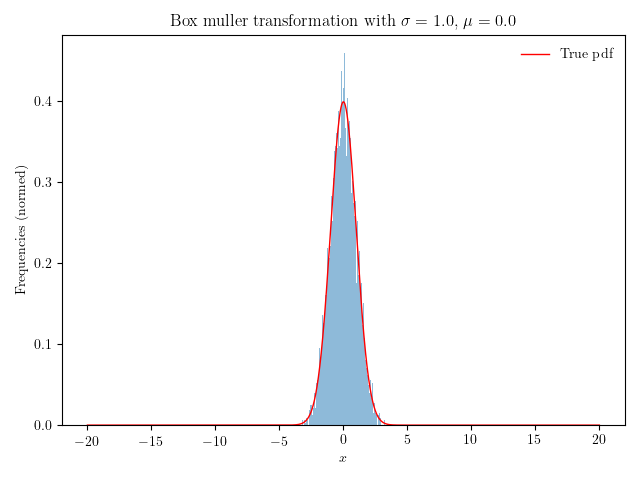 Box muller transformation with σ = 1.0, μ = 0.0
True pdf
Frequencies (normed)
0.4
0.3
0.2
0.1
0.0
−20 −15 −10 −5 0 5 10 15 20
x